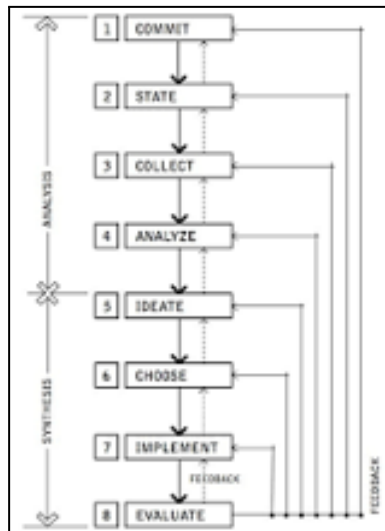 1 COMMIT
2 STATE
3 COLLECT
4 ANALYZE
5 IDEATE
6 CHOOSE
7 IMPLEMENT
FEEDBACK
8 EVALUATE
ANALYSIS
SYNTHESIS
FEEDBACK